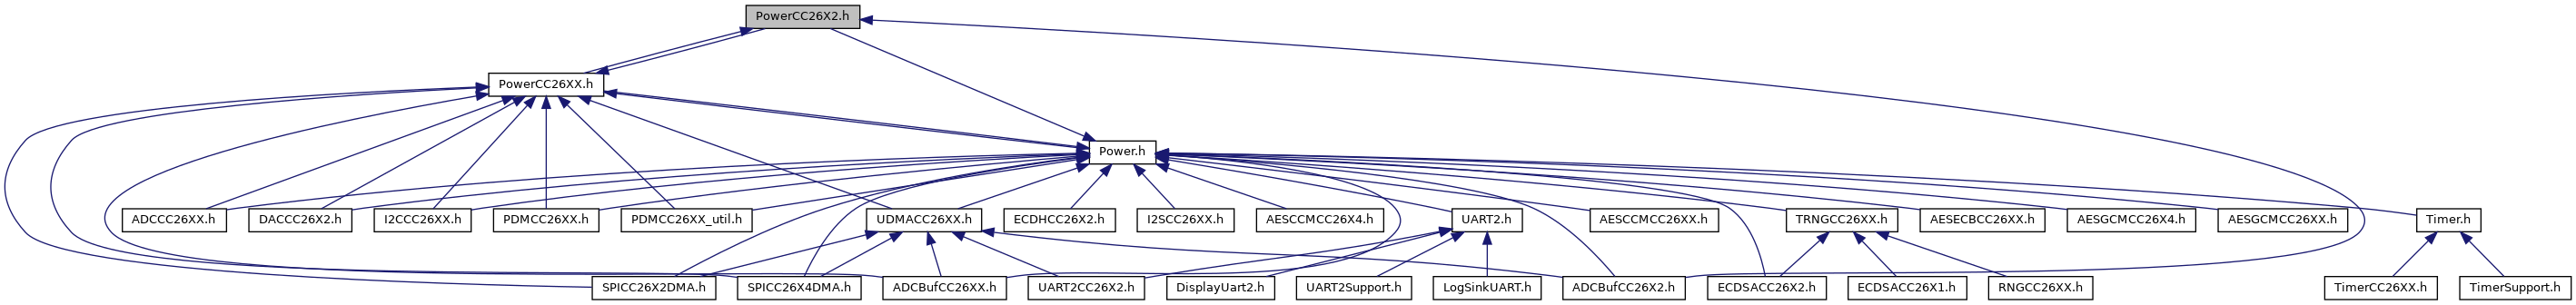 PowerCC26X2.h
PowerCC26XX.h
Power.h
ADCCC26XX.h
DACCC26X2.h
I2CCC26XX.h
PDMCC26XX.h
PDMCC26XX_util.h
UDMACC26XX.h
ECDHCC26X2.h
I2SCC26XX.h
AESCCMCC26X4.h
UART2.h
AESCCMCC26XX.h
TRNGCC26XX.h
AESECBCC26XX.h
AESGCMCC26X4.h
AESGCMCC26XX.h
Timer.h
SPICC26X2DMA.h
SPICC26X4DMA.h
ADCBufCC26XX.h
UART2CC26X2.h
DisplayUart2.h
UART2Support.h
LogSinkUART.h
ADCBufCC26X2.h
ECDSACC26X2.h
ECDSACC26X1.h
RNGCC26XX.h
TimerCC26XX.h
TimerSupport.h